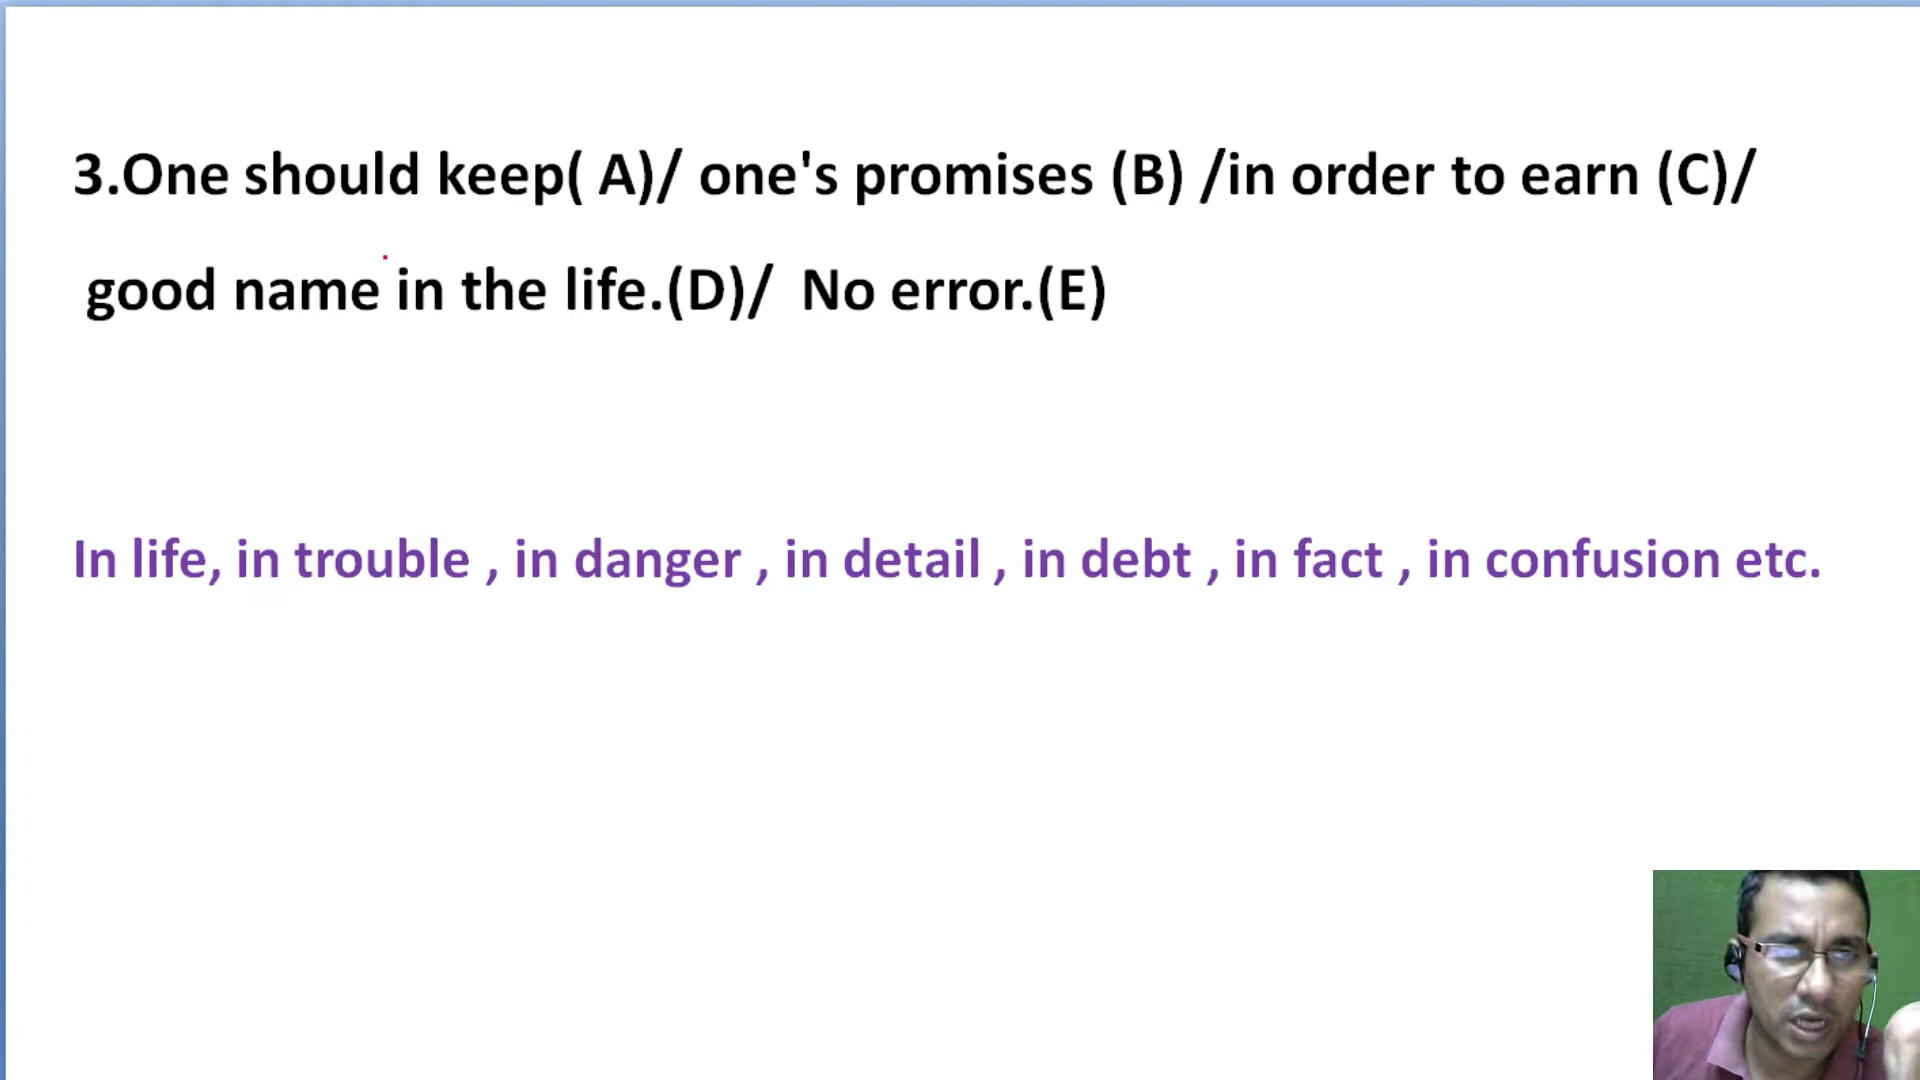 3.One should keep( A)/ one's promises (B) /in order to earn (C)/
good name in the life.(D)/ No error.(E)
In life, in trouble , in danger , in detail , in debt , in fact , in confusion etc.